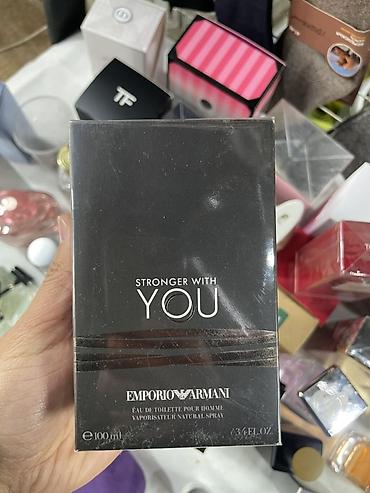 TF
STRONGER WITH
YOU
EMPORIO ARMANI
EAU DE TOILETTE POUR HOMME
VAPORISATEUR NATURAL SPRAY
e 100 ml
3.4 FL.OZ